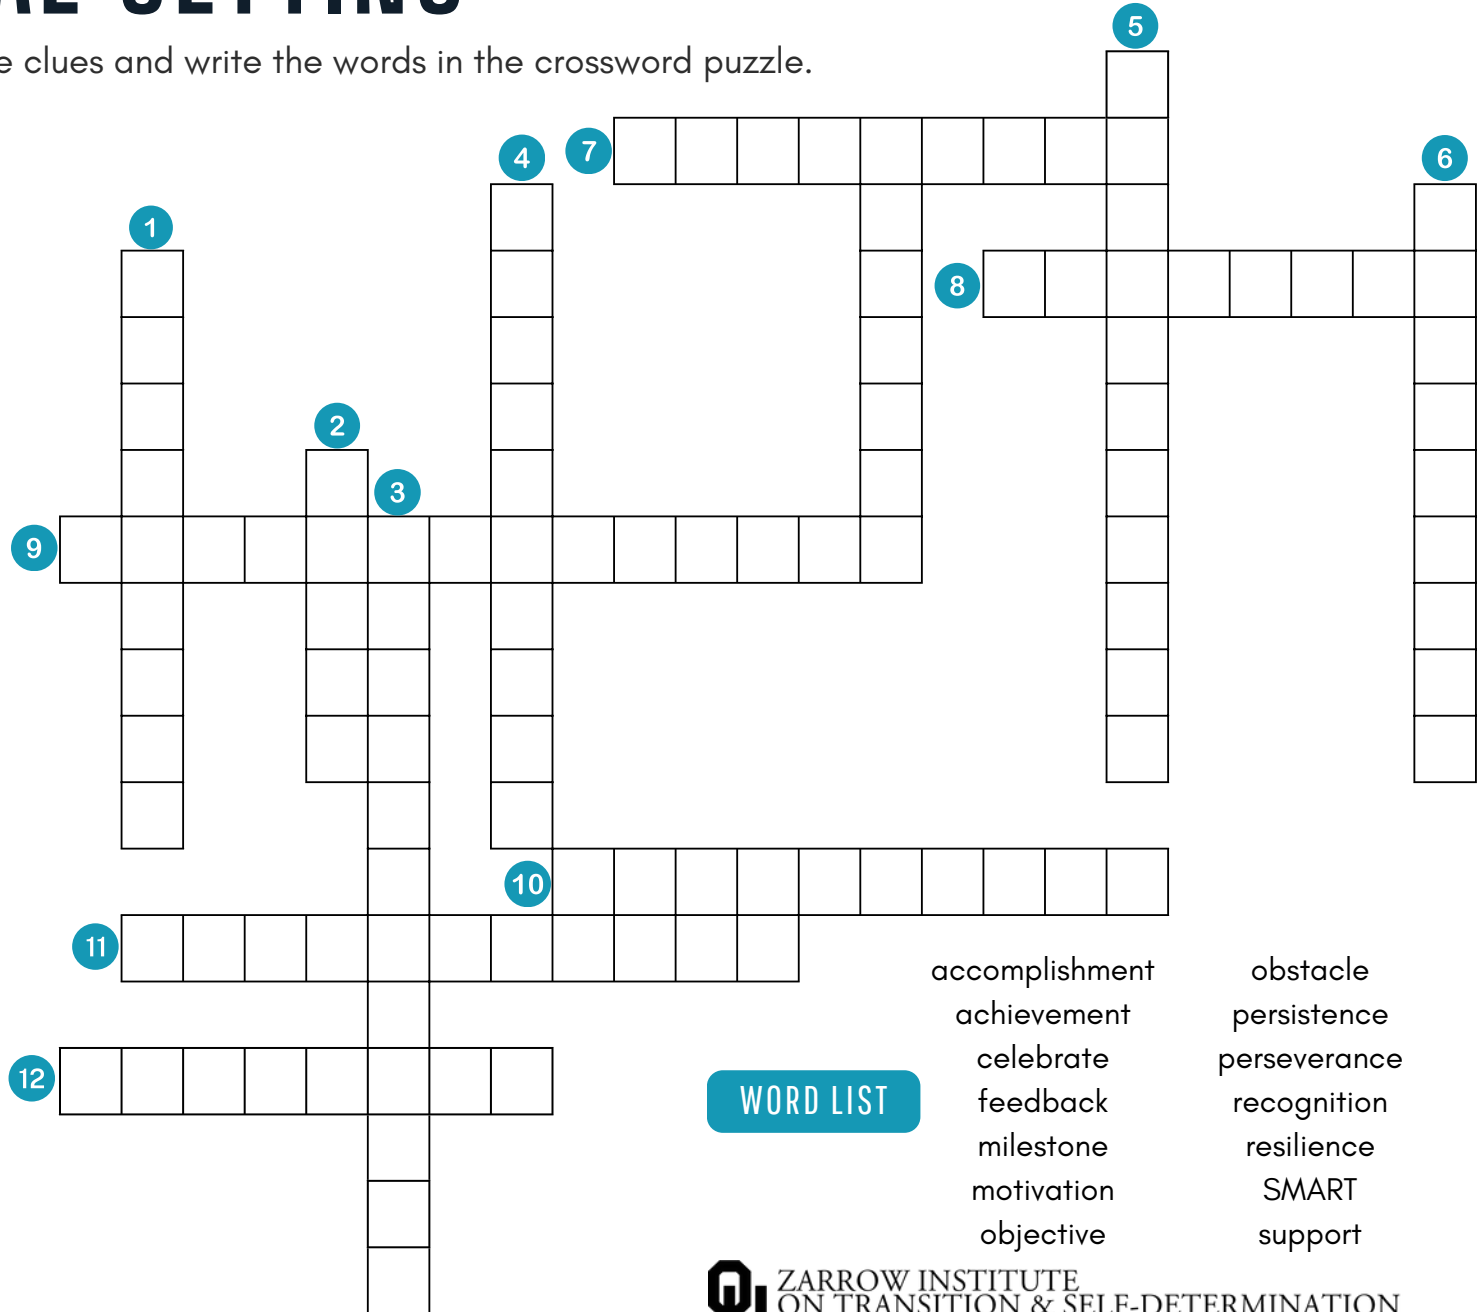 SETTING
e clues and write the words in the crossword puzzle.
5
4
7
6
1
8
2
3
9
10
11
12
accomplishment
achievement
celebrate
feedback
milestone
motivation
objective
obstacle
persistence
perseverance
recognition
resilience
SMART
support
WORD LIST
ZARROW INSTITUTE
ON TRANSITION & SELF-DETERMINATION